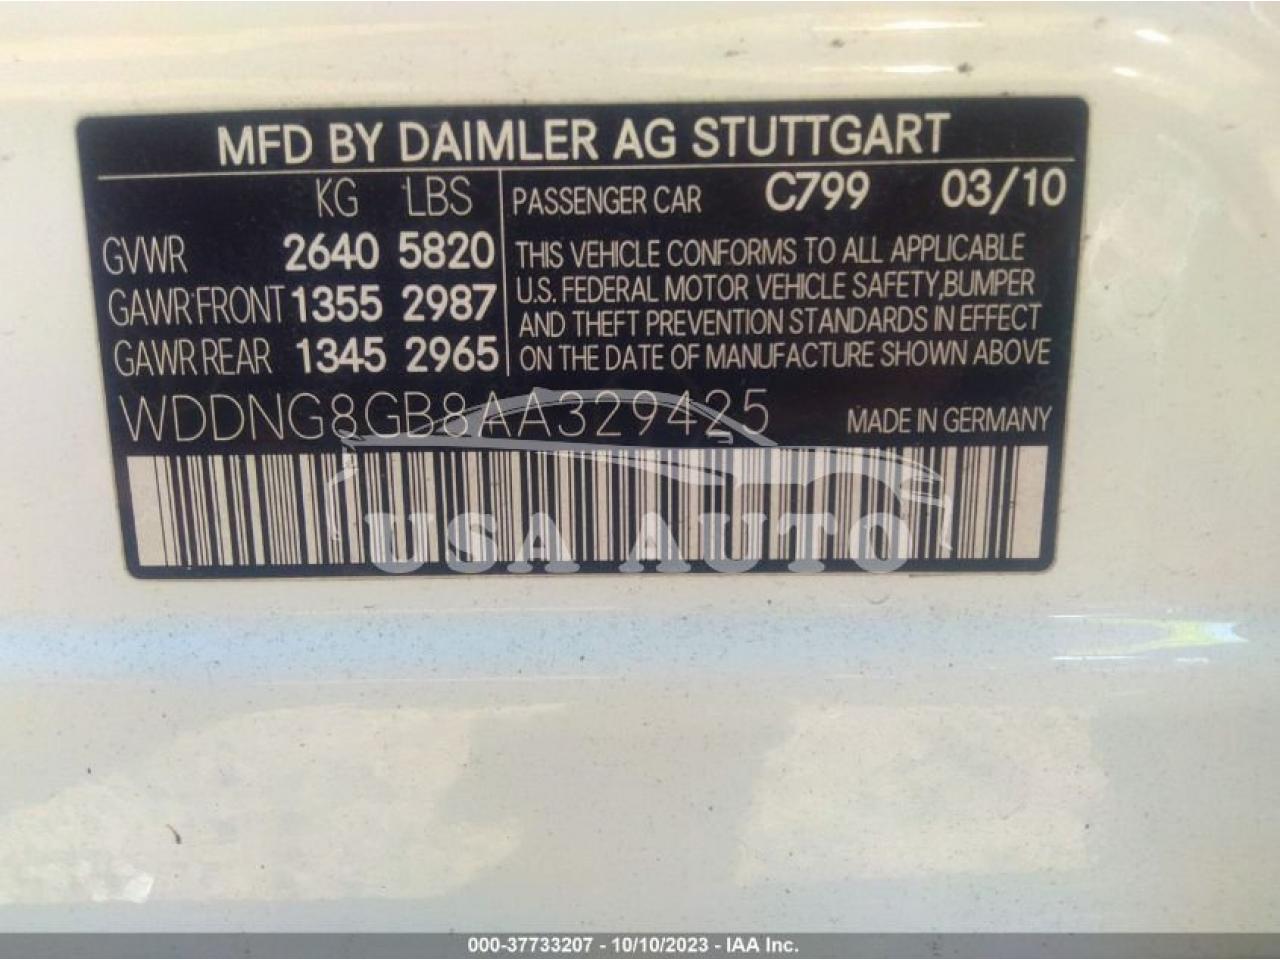 MFD BY DAIMLER AG STUTTGART
KG LBS
GVWR 2640 5820
GAWR FRONT 1355 2987
GAWR REAR 1345 2965
PASSENGER CAR C799 03/10
THIS VEHICLE CONFORMS TO ALL APPLICABLE
U.S. FEDERAL MOTOR VEHICLE SAFETY,BUMPER
AND THEFT PREVENTION STANDARDS IN EFFECT
ON THE DATE OF MANUFACTURE SHOWN ABOVE
WDDNG8GB8AA329425 MADE IN GERMANY
USA AUTO
000-37733207 - 10/10/2023 - IAA Inc.